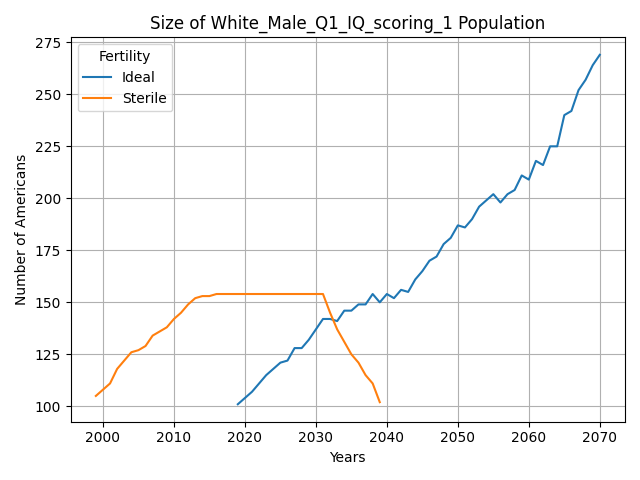 Size of White_Male_Q1_IQ_scoring_1 Population
Fertility
Ideal
Sterile
Number of Americans
275
250
225
200
175
150
125
100
2000 2010 2020 2030 2040 2050 2060 2070
Years